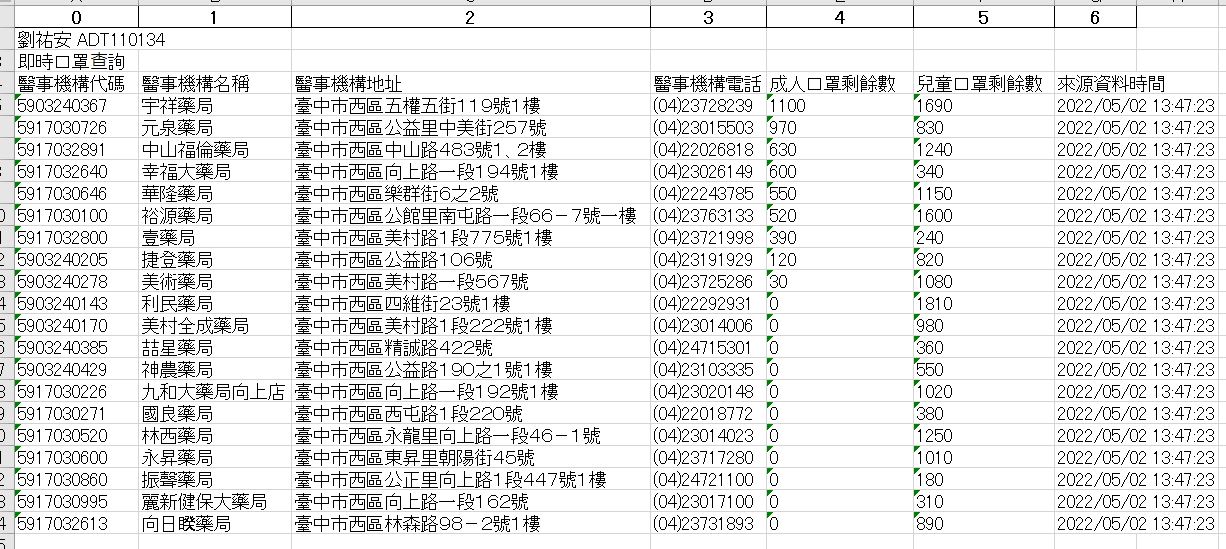 0 1 2 3 4 5 6
劉祐安 ADT110134
即時口罩查詢
醫事機構代碼 醫事機構名稱 醫事機構地址 醫事機構電話 成人口罩剩餘數 兒童口罩剩餘數 來源資料時間
5903240367 宇祥藥局 臺中市西區五權五街119號1樓 (04)23728239 1100 1690 2022/05/02 13:47:23
5917030726 元泉藥局 臺中市西區公益里中美街257號 (04)23015503 970 830 2022/05/02 13:47:23
5917032891 中山福倫藥局 臺中市西區中山路483號1、2樓 (04)22026818 630 1240 2022/05/02 13:47:23
5917032640 幸福大藥局 臺中市西區向上路一段194號1樓 (04)23026149 600 340 2022/05/02 13:47:23
5917030646 華隆藥局 臺中市西區樂群街6之2號 (04)22243785 550 1150 2022/05/02 13:47:23
5917030100 裕源藥局 臺中市西區公館里南屯路一段66-7號一樓 (04)23763133 520 1600 2022/05/02 13:47:23
5917032800 壹藥局 臺中市西區美村路1段775號1樓 (04)23721998 390 240 2022/05/02 13:47:23
5903240205 捷登藥局 臺中市西區公益路106號 (04)23191929 120 820 2022/05/02 13:47:23
5903240278 美術藥局 臺中市西區美村路一段567號 (04)23725286 30 1080 2022/05/02 13:47:23
5903240143 利民藥局 臺中市西區四維街23號1樓 (04)22292931 0 1810 2022/05/02 13:47:23
5903240170 美村全成藥局 臺中市西區美村路1段222號1樓 (04)23014006 0 980 2022/05/02 13:47:23
5903240385 喆星藥局 臺中市西區精誠路422號 (04)24715301 0 360 2022/05/02 13:47:23
5903240429 神農藥局 臺中市西區公益路190之1號1樓 (04)23103335 0 550 2022/05/02 13:47:23
5917030226 九和大藥局向上店 臺中市西區向上路一段192號1樓 (04)23020148 0 1020 2022/05/02 13:47:23
5917030271 國良藥局 臺中市西區西屯路1段220號 (04)22018772 0 380 2022/05/02 13:47:23
5917030520 林西藥局 臺中市西區永龍里向上路一段46-1號 (04)23014023 0 1250 2022/05/02 13:47:23
5917030600 永昇藥局 臺中市西區東昇里朝陽街45號 (04)23717280 0 1010 2022/05/02 13:47:23
5917030860 振聲藥局 臺中市西區公正里向上路1段447號1樓 (04)24721100 0 180 2022/05/02 13:47:23
5917030995 麗新健保大藥局 臺中市西區向上路一段162號 (04)23017100 0 310 2022/05/02 13:47:23
5917032613 向日睽藥局 臺中市西區林森路98-2號1樓 (04)23731893 0 890 2022/05/02 13:47:23